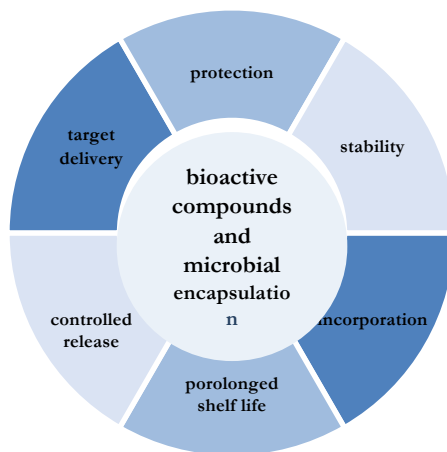 protection
stability
incorporation
porolonged
shelf life
controlled
release
target
delivery
bioactive
compounds
and
microbial
encapsulatio
n